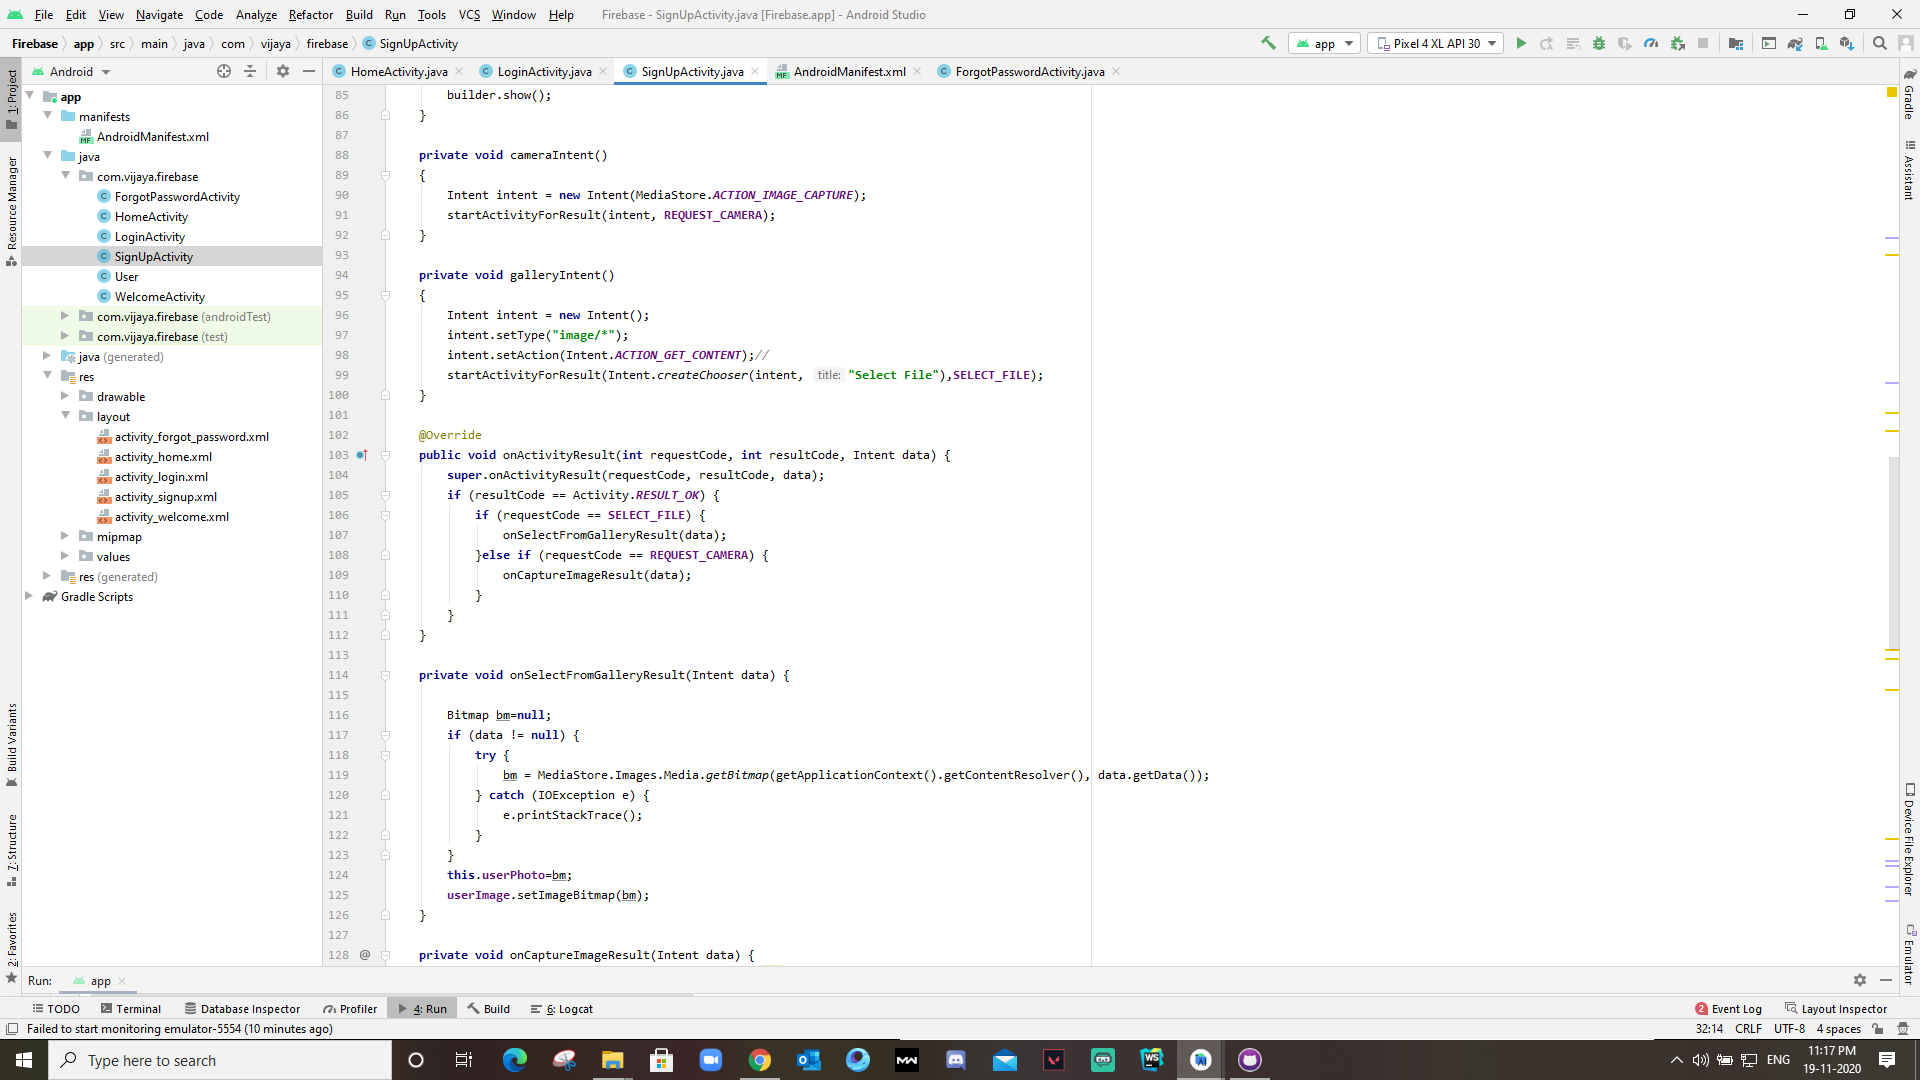 File Edit View Navigate Code Analyze Refactor Build Run Tools VCS Window Help Firebase - SignUpActivity.java [Firebase.app] - Android Studio
Firebase app src main java com vijaya firebase SignUpActivity app Pixel 4 XL API 30
Android HomeActivity.java LoginActivity.java SignUpActivity.java AndroidManifest.xml ForgotPasswordActivity.java
1: Project
Resource Manager
Build Variants
7: Structure
2: Favorites
app
manifests
AndroidManifest.xml
java
com.vijaya.firebase
ForgotPasswordActivity
HomeActivity
LoginActivity
SignUpActivity
User
WelcomeActivity
com.vijaya.firebase (androidTest)
com.vijaya.firebase (test)
java (generated)
res
drawable
layout
activity_forgot_password.xml
activity_home.xml
activity_login.xml
activity_signup.xml
activity_welcome.xml
mipmap
values
res (generated)
Gradle Scripts
85 builder.show();
86 }
87
88 private void cameraIntent()
89 {
90 Intent intent = new Intent(MediaStore.ACTION_IMAGE_CAPTURE);
91 startActivityForResult(intent, REQUEST_CAMERA);
92 }
93
94 private void galleryIntent()
95 {
96 Intent intent = new Intent();
97 intent.setType("image/*");
98 intent.setAction(Intent.ACTION_GET_CONTENT);//
99 startActivityForResult(Intent.createChooser(intent, title: "Select File"),SELECT_FILE);
100 }
101
102 @Override
103 public void onActivityResult(int requestCode, int resultCode, Intent data) {
104 super.onActivityResult(requestCode, resultCode, data);
105 if (resultCode == Activity.RESULT_OK) {
106 if (requestCode == SELECT_FILE) {
107 onSelectFromGalleryResult(data);
108 }else if (requestCode == REQUEST_CAMERA) {
109 onCaptureImageResult(data);
110 }
111 }
112 }
113
114 private void onSelectFromGalleryResult(Intent data) {
115
116 Bitmap bm=null;
117 if (data != null) {
118 try {
119 bm = MediaStore.Images.Media.getBitmap(getApplicationContext().getContentResolver(), data.getData());
120 } catch (IOException e) {
121 e.printStackTrace();
122 }
123 }
124 this.userPhoto=bm;
125 userImage.setImageBitmap(bm);
126 }
127
128 @ private void onCaptureImageResult(Intent data) {
Gradle
Assistant
Device File Explorer
Emulator
Run: app
TODO Terminal Database Inspector Profiler 4: Run Build 6: Logcat 2 Event Log Layout Inspector
Failed to start monitoring emulator-5554 (10 minutes ago) 32:14 CRLF UTF-8 4 spaces
Type here to search ENG 11:17 PM
19-11-2020